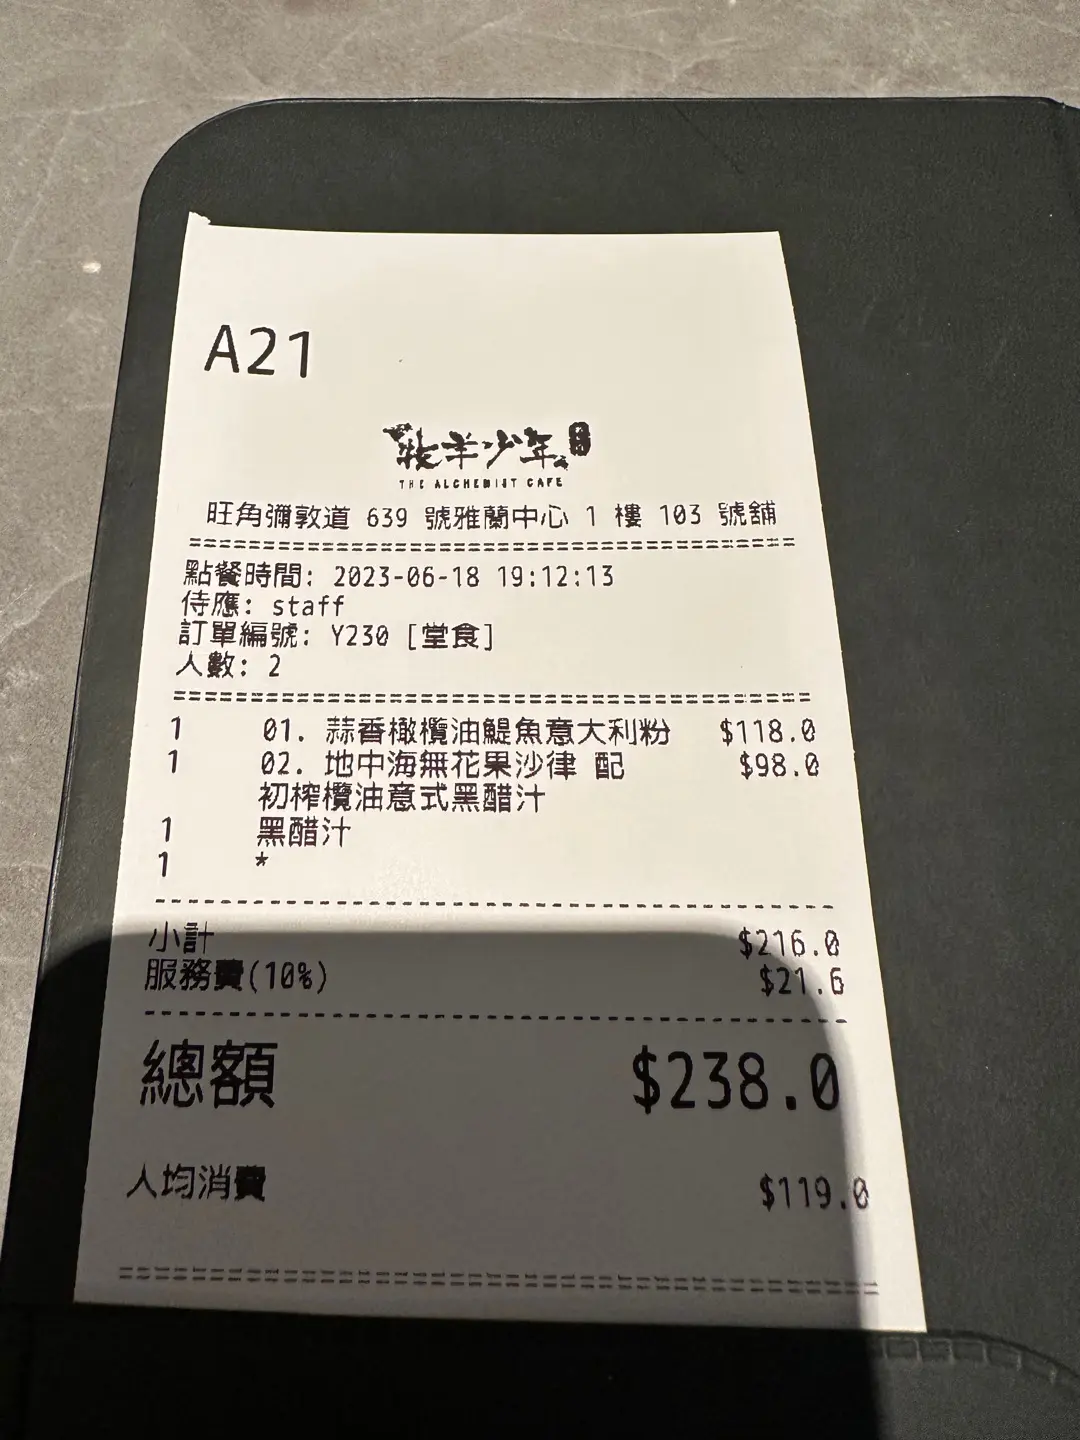 A21
牧羊少年
THE ALCHEMIST CAFE
旺角彌敦道 639 號雅蘭中心 1 樓 103 號舖
==========================================
點餐時間: 2023-06-18 19:12:13
侍應: staff
訂單編號: Y230 [堂食]
人數: 2
==========================================
1 01. 蒜香橄欖油鯷魚意大利粉 $118.0
1 02. 地中海無花果沙律 配 $98.0
初榨欖油意式黑醋汁
1 黑醋汁
1 *
------------------------------------------
小計 $216.0
服務費(10%) $21.6
------------------------------------------
總額 $238.0
人均消費 $119.0
==========================================